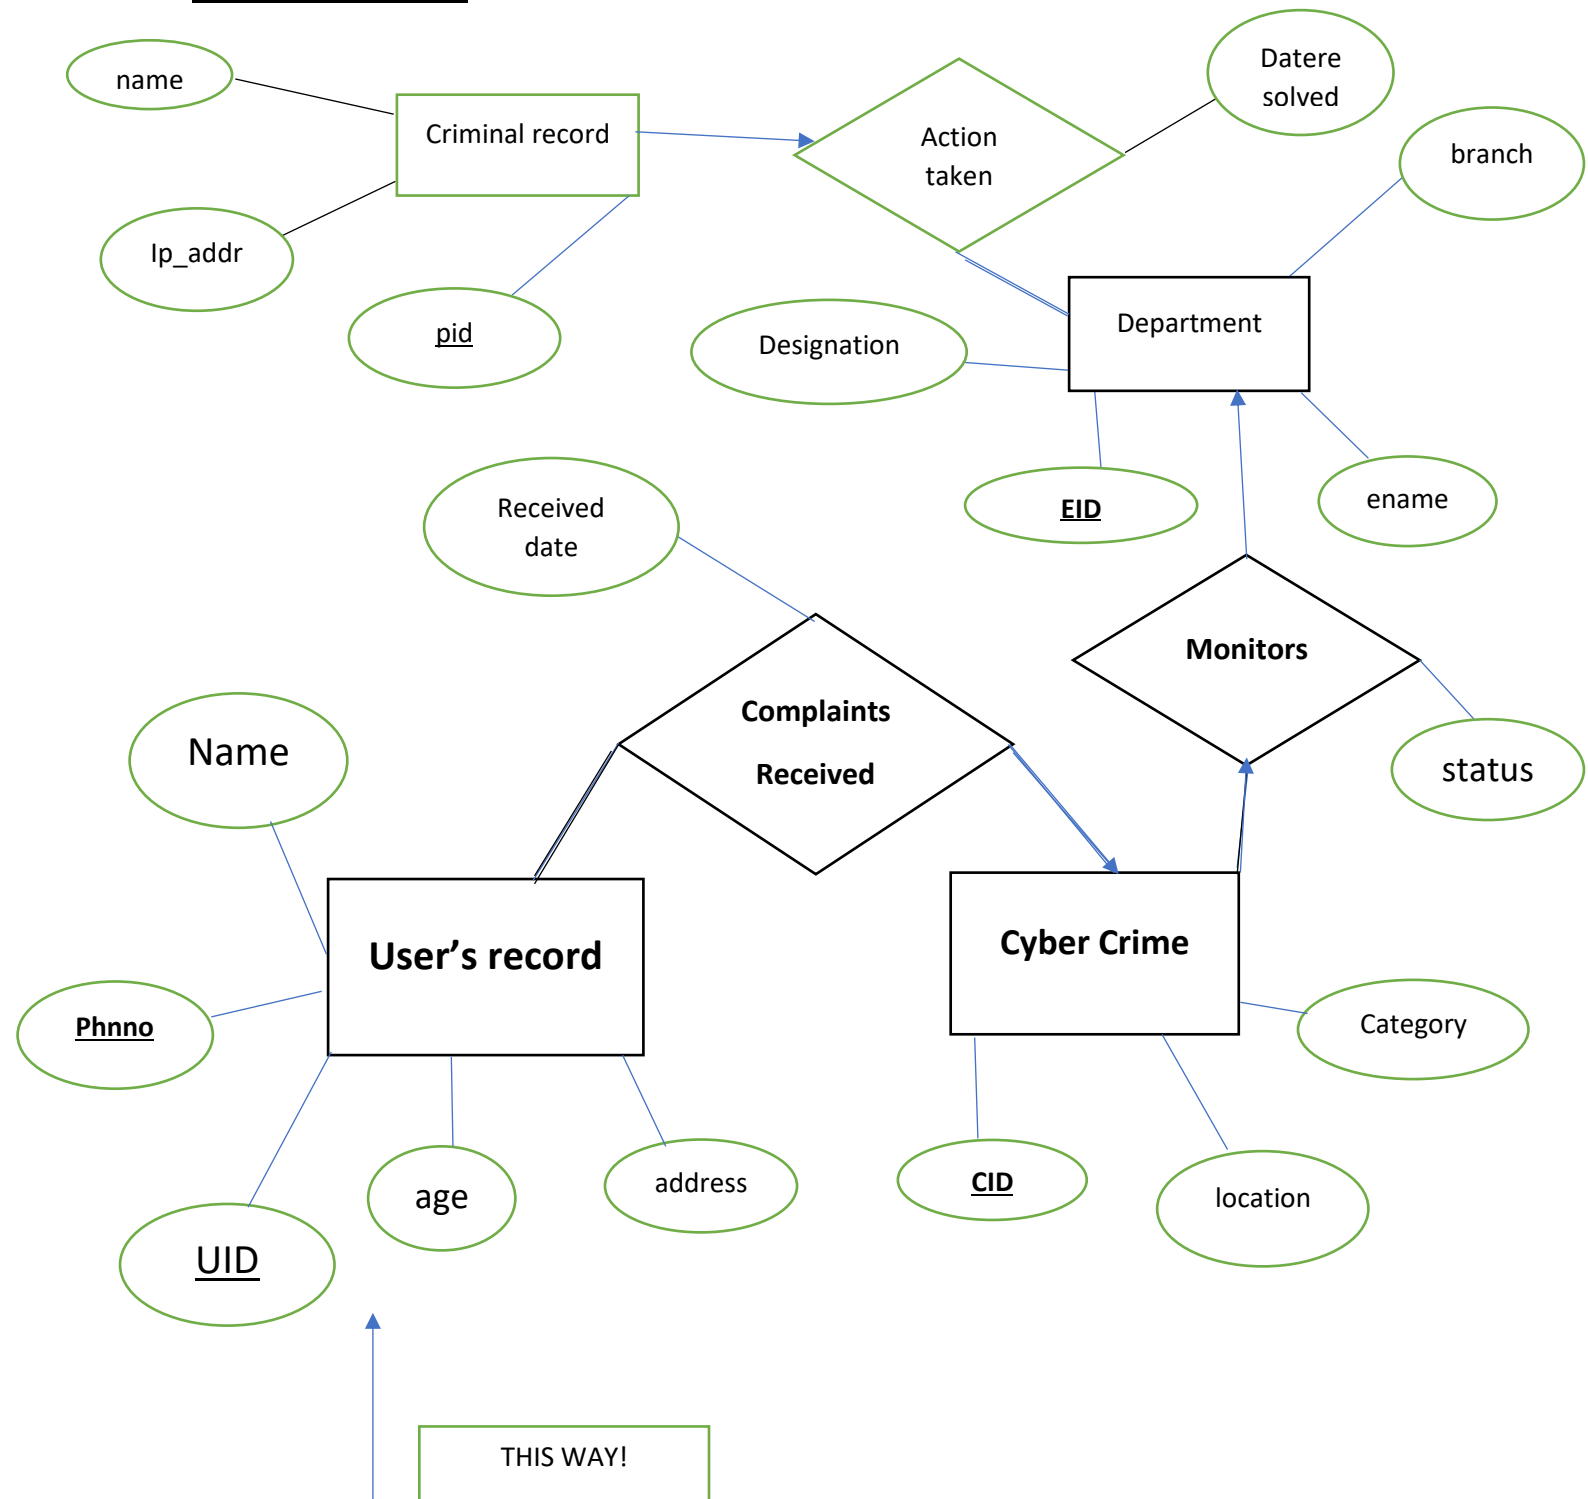 name
Criminal record
Action
taken
Datere
solved
branch
Ip_addr
pid
Designation
Department
EID
ename
Received
date
Monitors
Complaints
Received
status
Name
User’s record
Cyber Crime
Phnno
Category
UID
age
address
CID
location
THIS WAY!